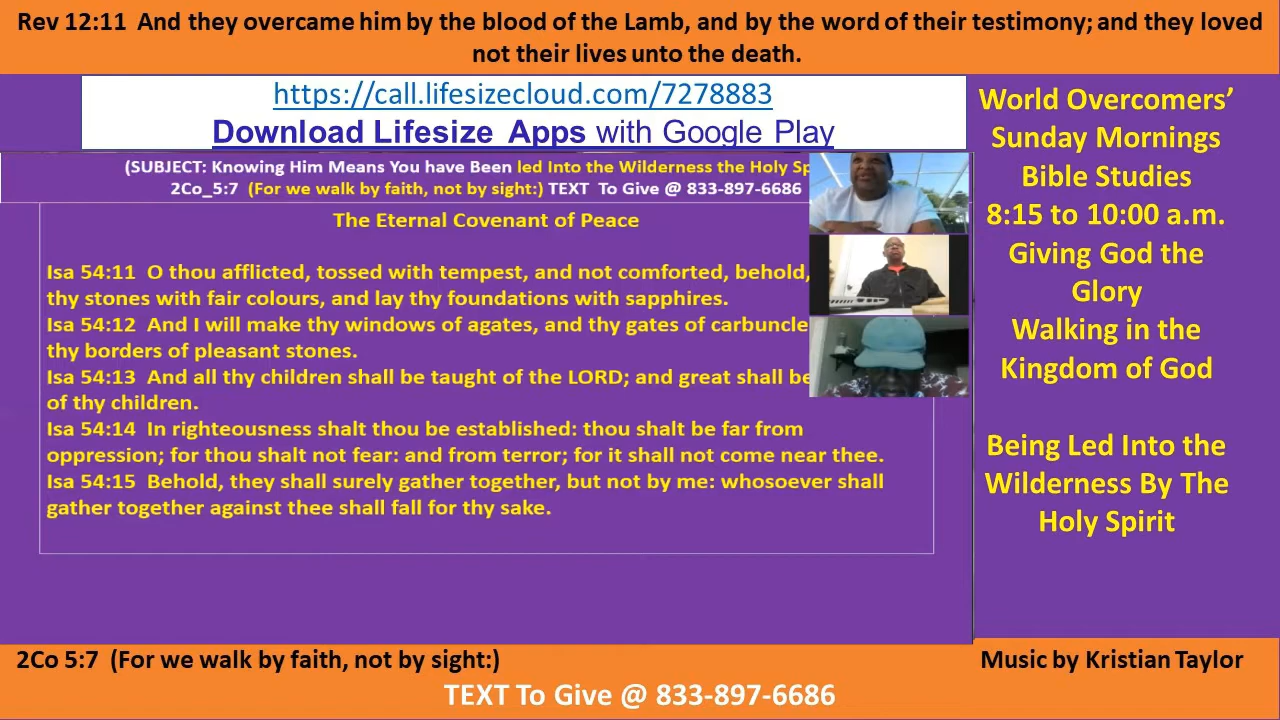 Rev 12:11 And they overcame him by the blood of the Lamb, and by the word of their testimony; and they loved
not their lives unto the death.
https://call.lifesizecloud.com/7278883
Download Lifesize Apps with Google Play
(SUBJECT: Knowing Him Means You have Been led Into the Wilderness the Holy Sp
2Co_5:7 (For we walk by faith, not by sight:) TEXT To Give @ 833-897-6686
The Eternal Covenant of Peace
Isa 54:11 O thou afflicted, tossed with tempest, and not comforted, behold,
thy stones with fair colours, and lay thy foundations with sapphires.
Isa 54:12 And I will make thy windows of agates, and thy gates of carbuncle
thy borders of pleasant stones.
Isa 54:13 And all thy children shall be taught of the LORD; and great shall be
of thy children.
Isa 54:14 In righteousness shalt thou be established: thou shalt be far from
oppression; for thou shalt not fear: and from terror; for it shall not come near thee.
Isa 54:15 Behold, they shall surely gather together, but not by me: whosoever shall
gather together against thee shall fall for thy sake.
World Overcomers’
Sunday Mornings
Bible Studies
8:15 to 10:00 a.m.
Giving God the
Glory
Walking in the
Kingdom of God
Being Led Into the
Wilderness By The
Holy Spirit
2Co 5:7 (For we walk by faith, not by sight:)
Music by Kristian Taylor
TEXT To Give @ 833-897-6686